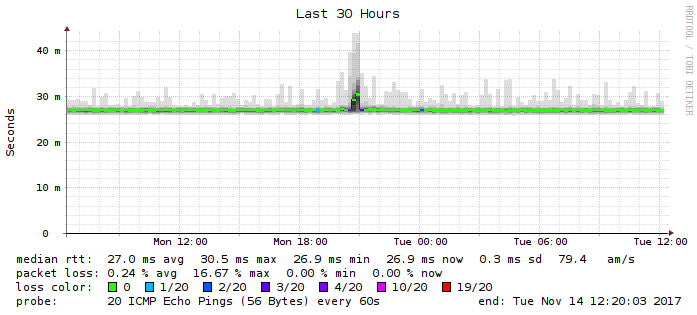 Last 30 Hours
RRDTOOL / TOBI OETIKER
Seconds
40 m
30 m
20 m
10 m
0
Mon 12:00 Mon 18:00 Tue 00:00 Tue 06:00 Tue 12:00
median rtt: 27.0 ms avg 30.5 ms max 26.9 ms min 26.9 ms now 0.3 ms sd 79.4 am/s
packet loss: 0.24 % avg 16.67 % max 0.00 % min 0.00 % now
loss color: 0 1/20 2/20 3/20 4/20 10/20 19/20
probe: 20 ICMP Echo Pings (56 Bytes) every 60s end: Tue Nov 14 12:20:03 2017